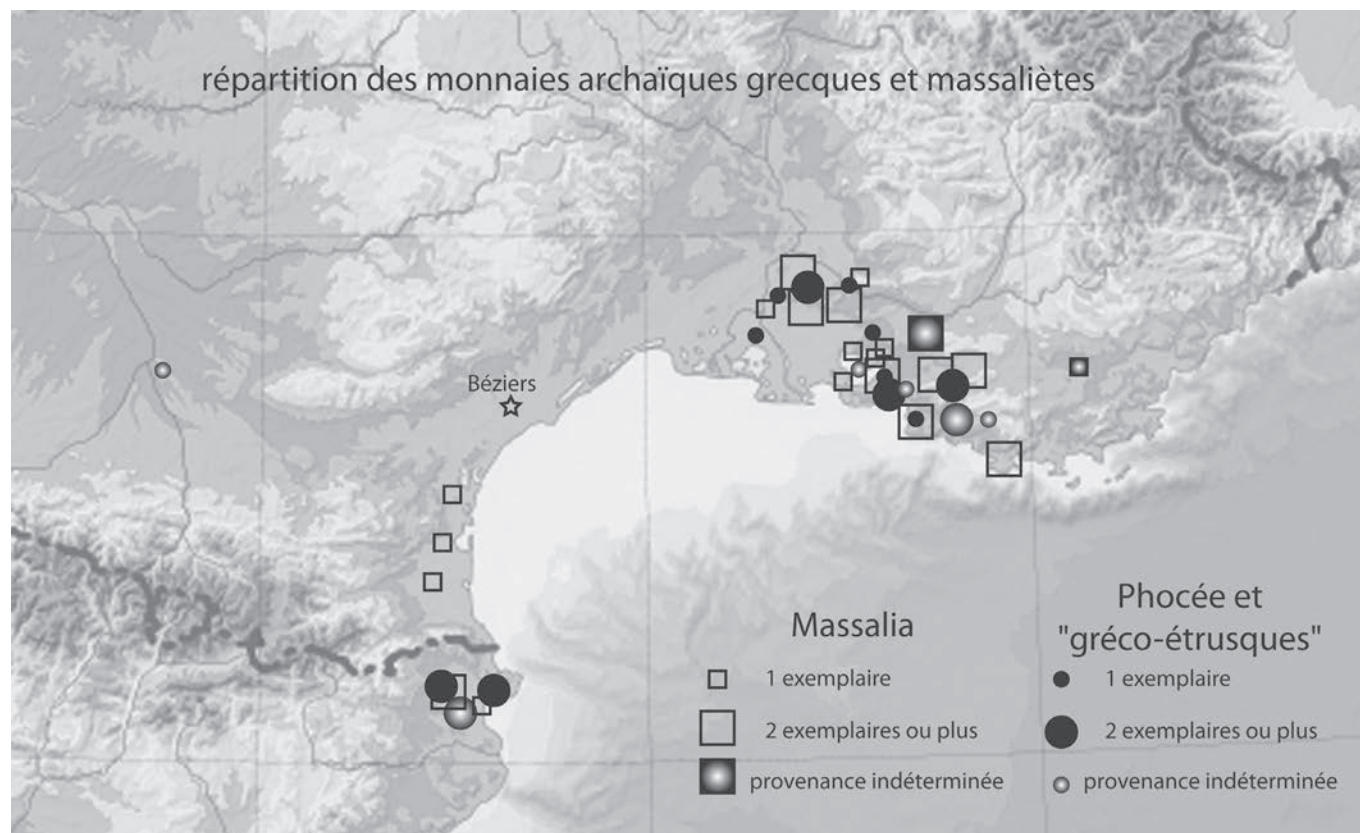 répartition des monnaies archaïques grecques et massaliètes
Béziers
Massalia
1 exemplaire
2 exemplaires ou plus
provenance indéterminée
Phocée et
"gréco-étrusques"
1 exemplaire
2 exemplaires ou plus
provenance indéterminée